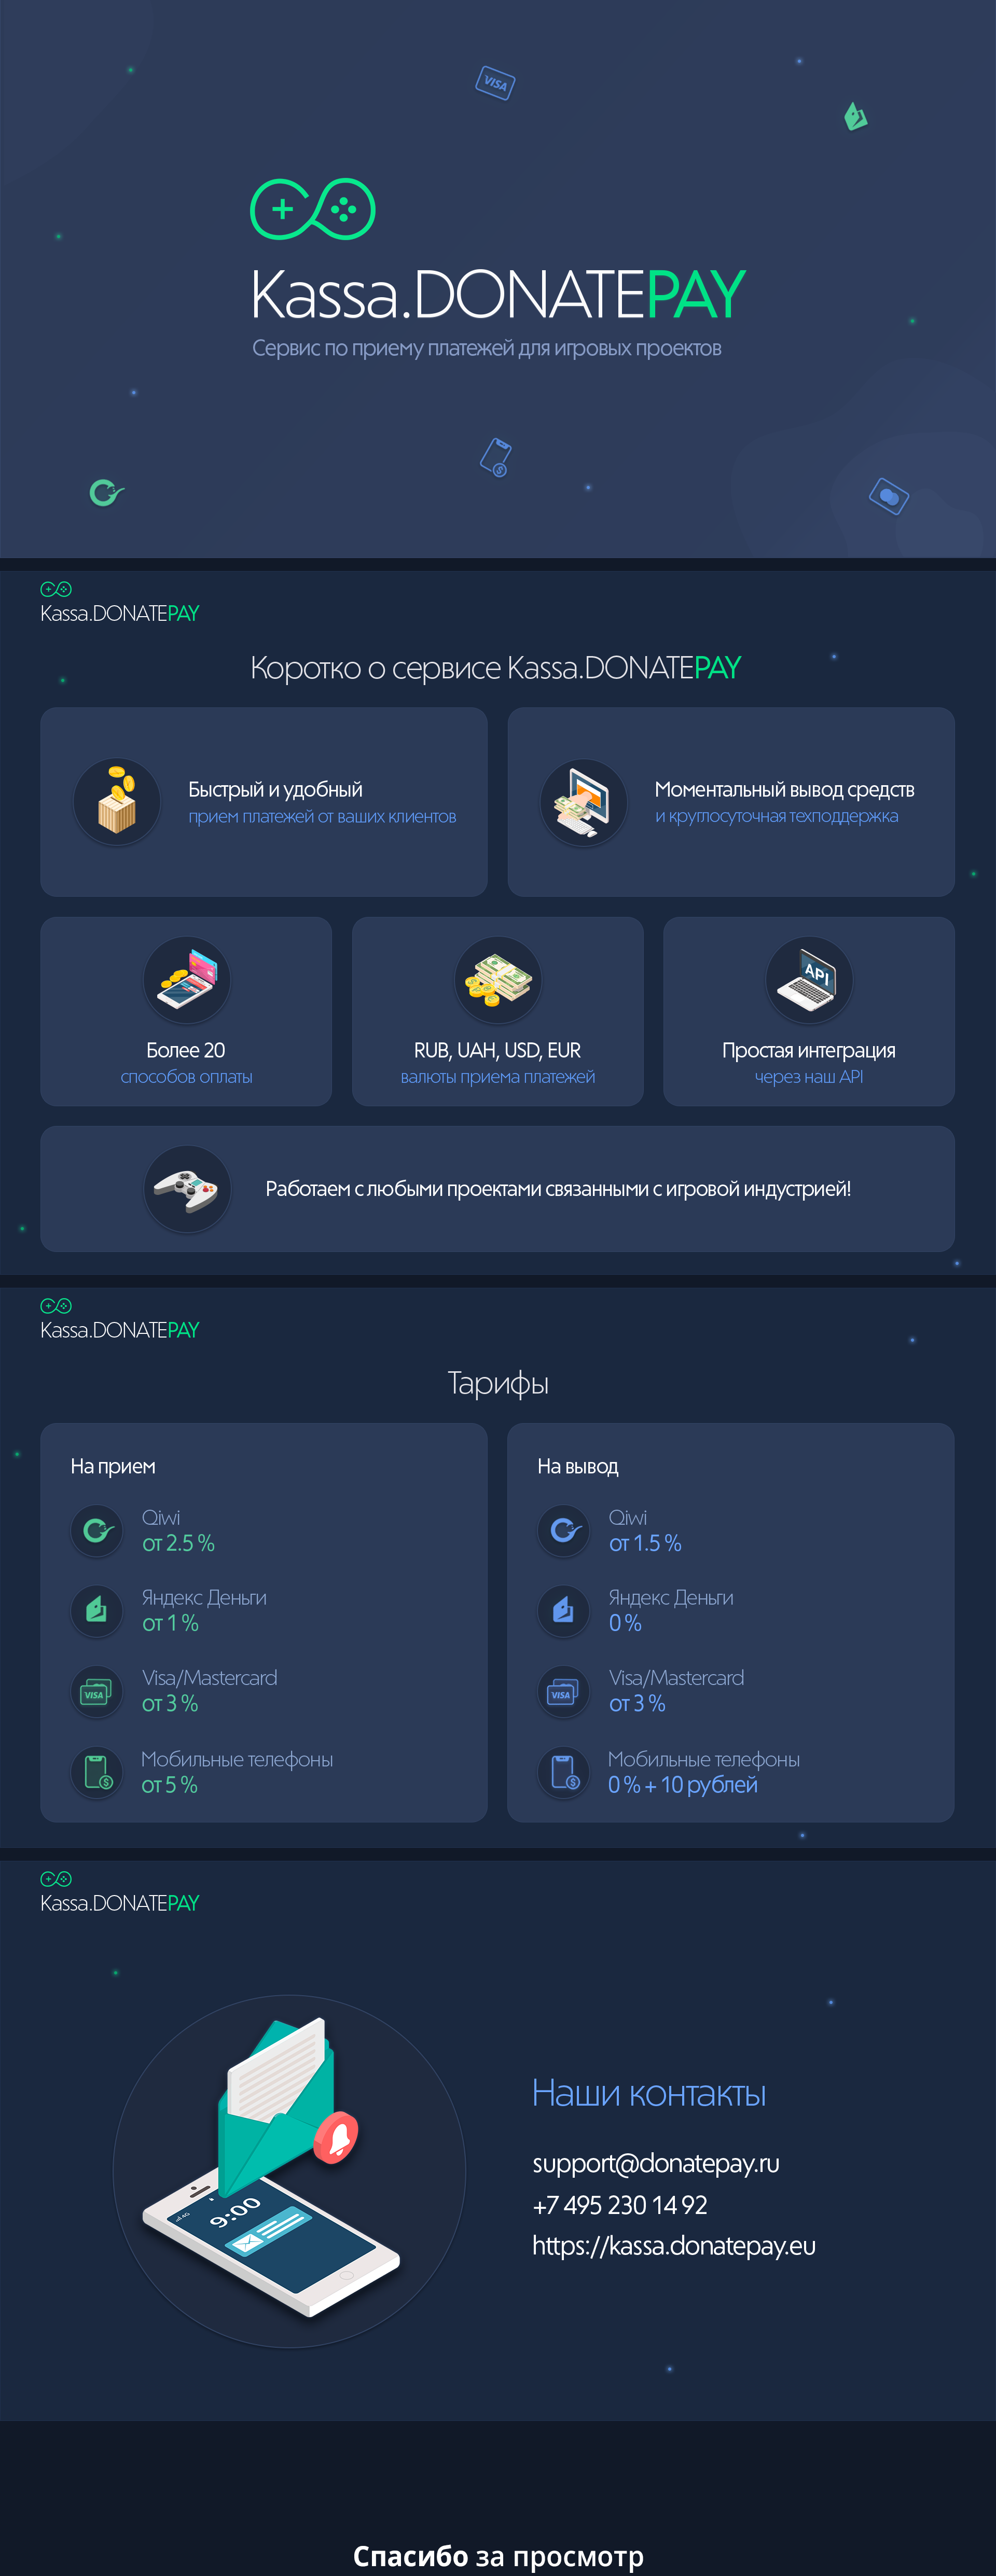 VISA
Kassa.DONATEPAY
Сервис по приему платежей для игровых проектов
Kassa.DONATEPAY
Коротко о сервисе Kassa.DONATEPAY
Быстрый и удобный
прием платежей от ваших клиентов
Моментальный вывод средств
и круглосуточная техподдержка
API
Более 20
способов оплаты
RUB, UAH, USD, EUR
валюты приема платежей
Простая интеграция
через наш API
Работаем с любыми проектами связанными с игровой индустрией!
Kassa.DONATEPAY
Тарифы
На прием
Qiwi
от 2.5 %
Яндекс Деньги
от 1 %
VISA
Visa/Mastercard
от 3 %
Мобильные телефоны
от 5 %
На вывод
Qiwi
от 1.5 %
Яндекс Деньги
0 %
VISA
Visa/Mastercard
от 3 %
Мобильные телефоны
0 % + 10 рублей
Kassa.DONATEPAY
4G
9:00
Наши контакты
support@donatepay.ru
+7 495 230 14 92
https://kassa.donatepay.eu
Спасибо за просмотр